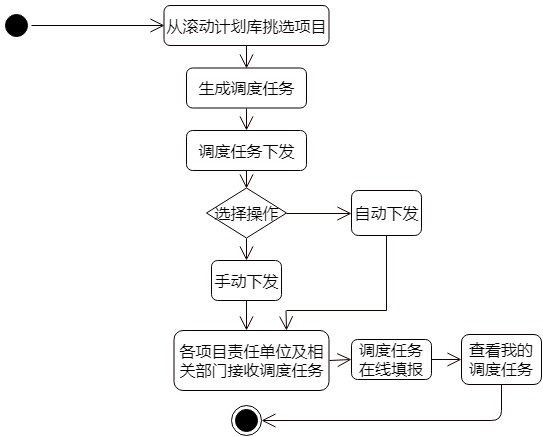 从滚动计划库挑选项目
生成调度任务
调度任务下发
选择操作
自动下发
手动下发
各项目责任单位及相
关部门接收调度任务
调度任务
在线填报
查看我的
调度任务